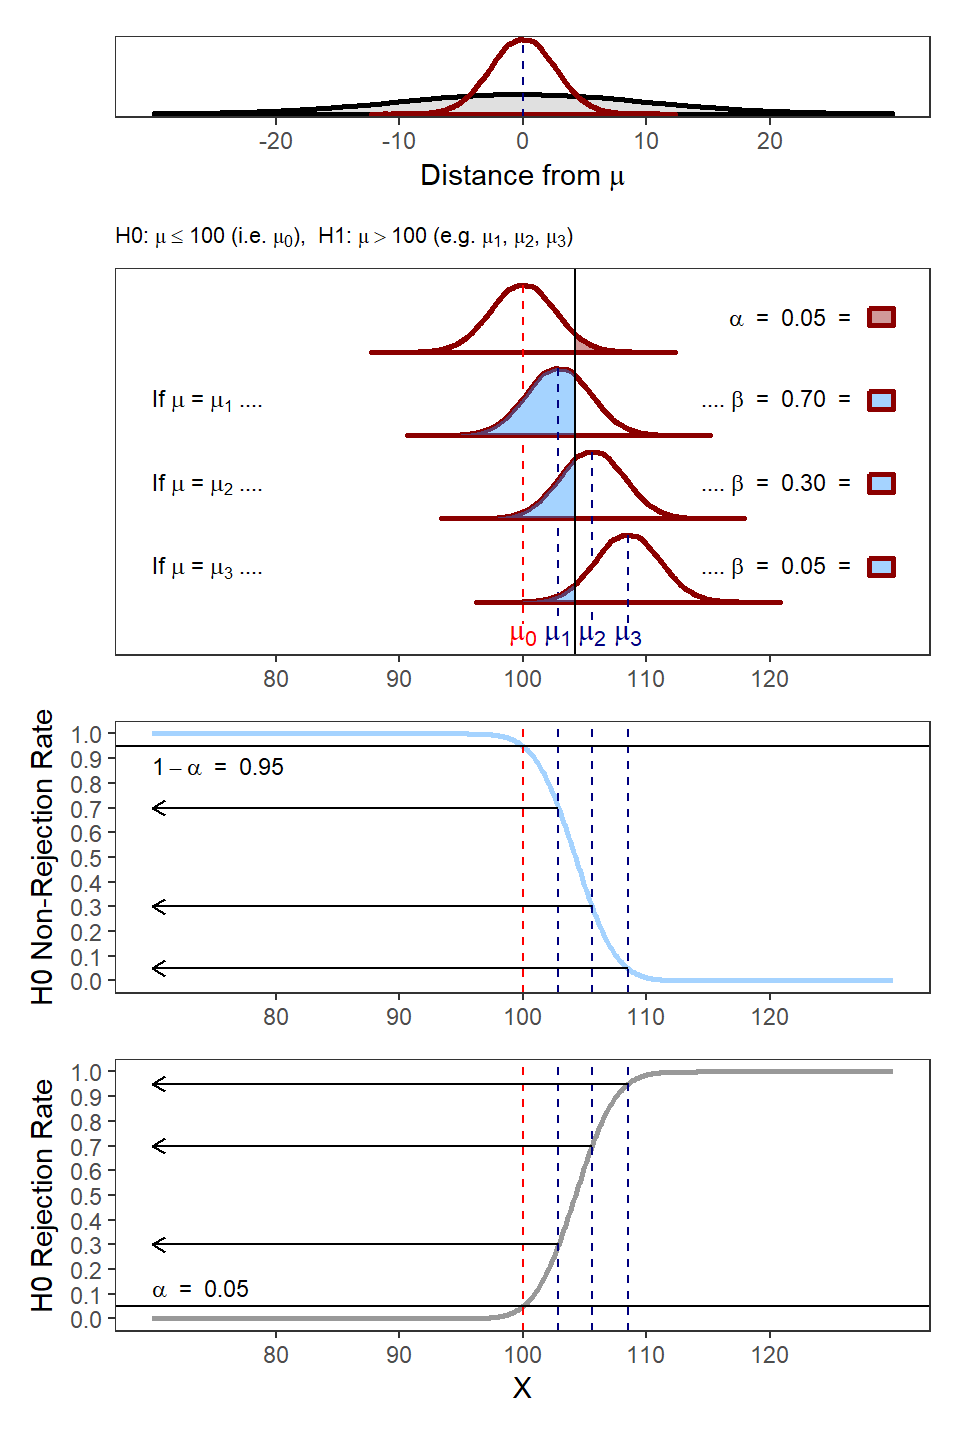 -20 -10 0 10 20
Distance from μ
H0: μ ≤ 100 (i.e. μ₀), H1: μ > 100 (e.g. μ₁, μ₂, μ₃)
α = 0.05 =
If μ = μ₁ .... .... β = 0.70 =
If μ = μ₂ .... .... β = 0.30 =
If μ = μ₃ .... .... β = 0.05 =
μ₀ μ₁ μ₂ μ₃
80 90 100 110 120
H0 Non-Rejection Rate
1.0
0.9
1 – α = 0.95
0.8
0.7
0.6
0.5
0.4
0.3
0.2
0.1
0.0
80 90 100 110 120
H0 Rejection Rate
1.0
0.9
0.8
0.7
0.6
0.5
0.4
0.3
0.2
0.1
α = 0.05
0.0
80 90 100 110 120
X